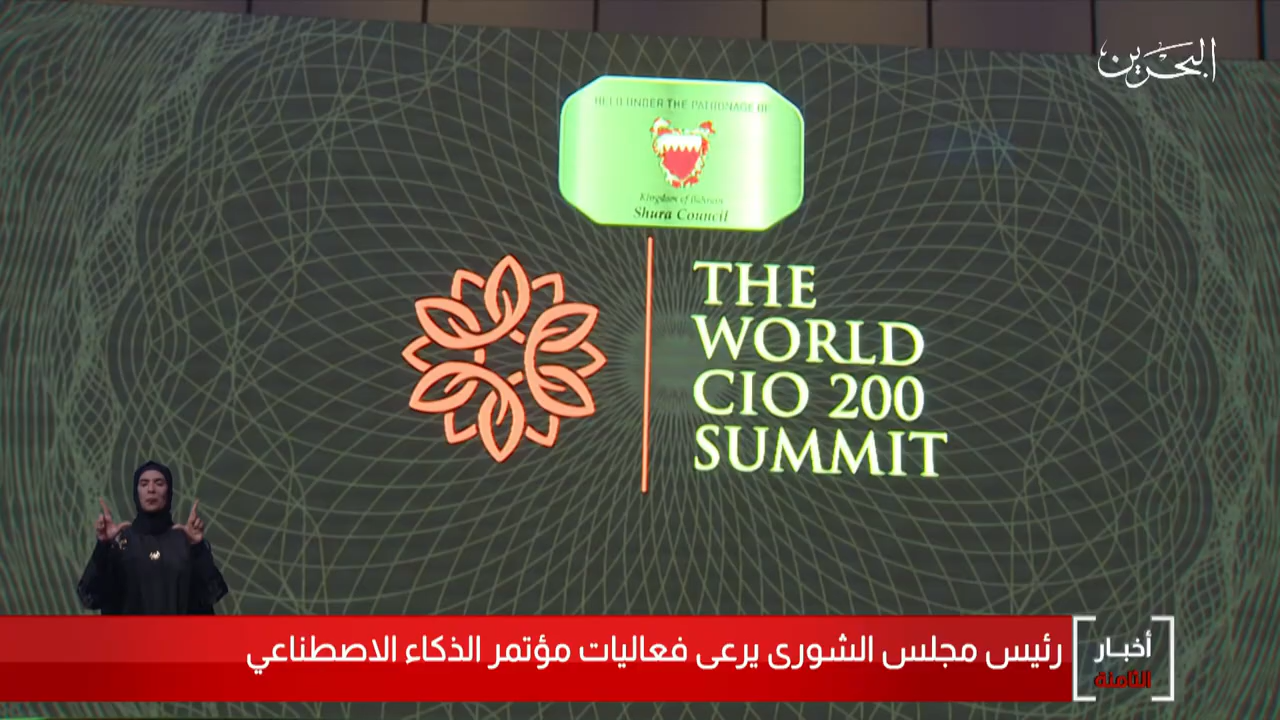 البحرين
HELD UNDER THE PATRONAGE OF
Kingdom of Bahrain
Shura Council
THE
WORLD
CIO 200
SUMMIT
رئيس مجلس الشورى يرعى فعاليات مؤتمر الذكاء الاصطناعي
أخبار
الثامنة